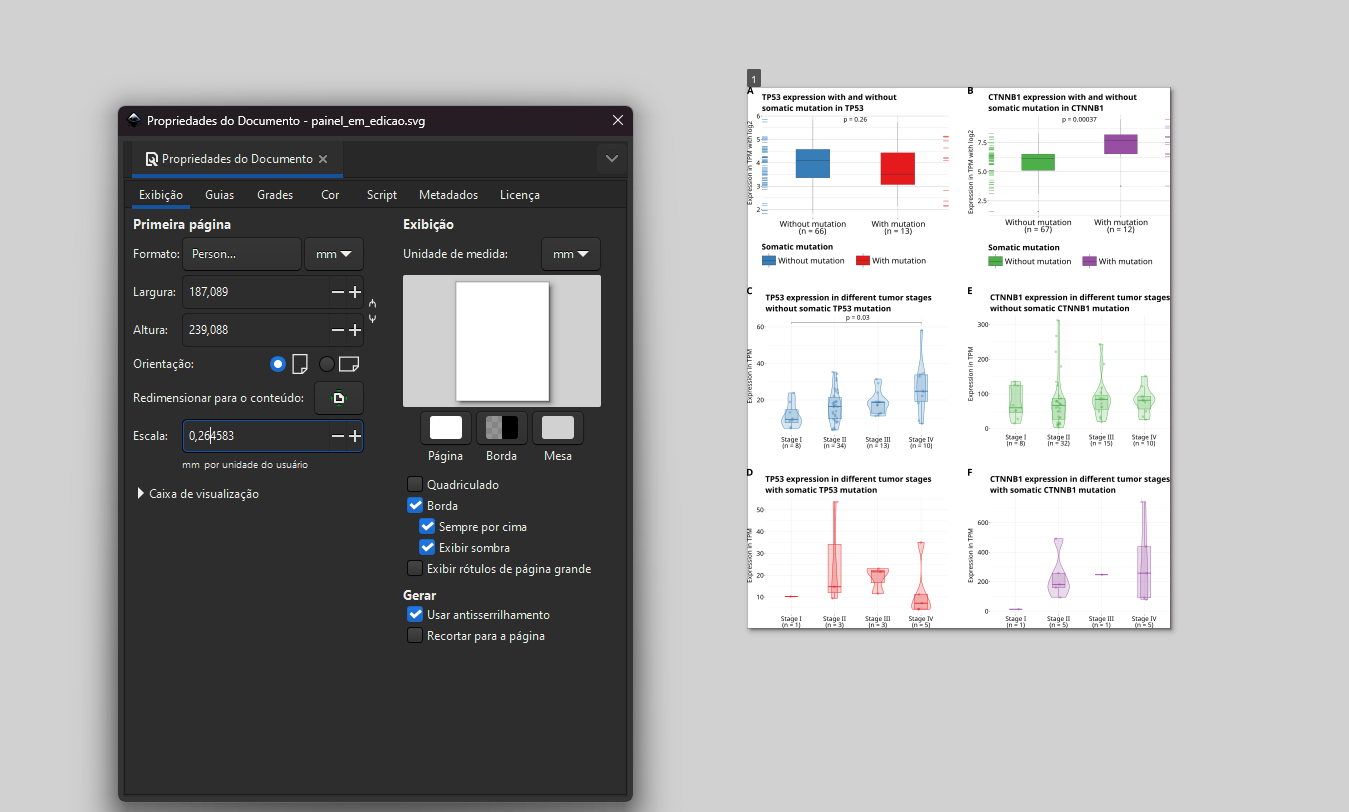 Propriedades do Documento - painel_em_edicao.svg
Propriedades do Documento
Exibição Guias Grades Cor Script Metadados Licença
Primeira página
Formato: Person... mm
Largura: 187,089
Altura: 239,088
Orientação:
Redimensionar para o conteúdo:
Escala: 0,264583
mm por unidade do usuário
Caixa de visualização
Exibição
Unidade de medida: mm
Página Borda Mesa
Quadriculado
Borda
Sempre por cima
Exibir sombra
Exibir rótulos de página grande
Gerar
Usar antisserrilhamento
Recortar para a página
1
A
TP53 expression with and without
somatic mutation in TP53
p = 0.26
Expression in TPM with log2
6
5
4
3
2
Without mutation
(n = 66)
With mutation
(n = 13)
Somatic mutation
Without mutation With mutation
B
CTNNB1 expression with and without
somatic mutation in CTNNB1
p = 0.00037
Expression in TPM with log2
7.5
5.0
2.5
Without mutation
(n = 67)
With mutation
(n = 12)
Somatic mutation
Without mutation With mutation
C
TP53 expression in different tumor stages
without somatic TP53 mutation
p = 0.03
Expression in TPM
60
40
20
Stage I
(n = 8)
Stage II
(n = 34)
Stage III
(n = 13)
Stage IV
(n = 10)
E
CTNNB1 expression in different tumor stages
without somatic CTNNB1 mutation
Expression in TPM
300
200
100
0
Stage I
(n = 8)
Stage II
(n = 32)
Stage III
(n = 15)
Stage IV
(n = 10)
D
TP53 expression in different tumor stages
with somatic TP53 mutation
Expression in TPM
50
40
30
20
10
Stage I
(n = 1)
Stage II
(n = 3)
Stage III
(n = 3)
Stage IV
(n = 5)
F
CTNNB1 expression in different tumor stages
with somatic CTNNB1 mutation
Expression in TPM
600
400
200
0
Stage I
(n = 1)
Stage II
(n = 5)
Stage III
(n = 1)
Stage IV
(n = 5)